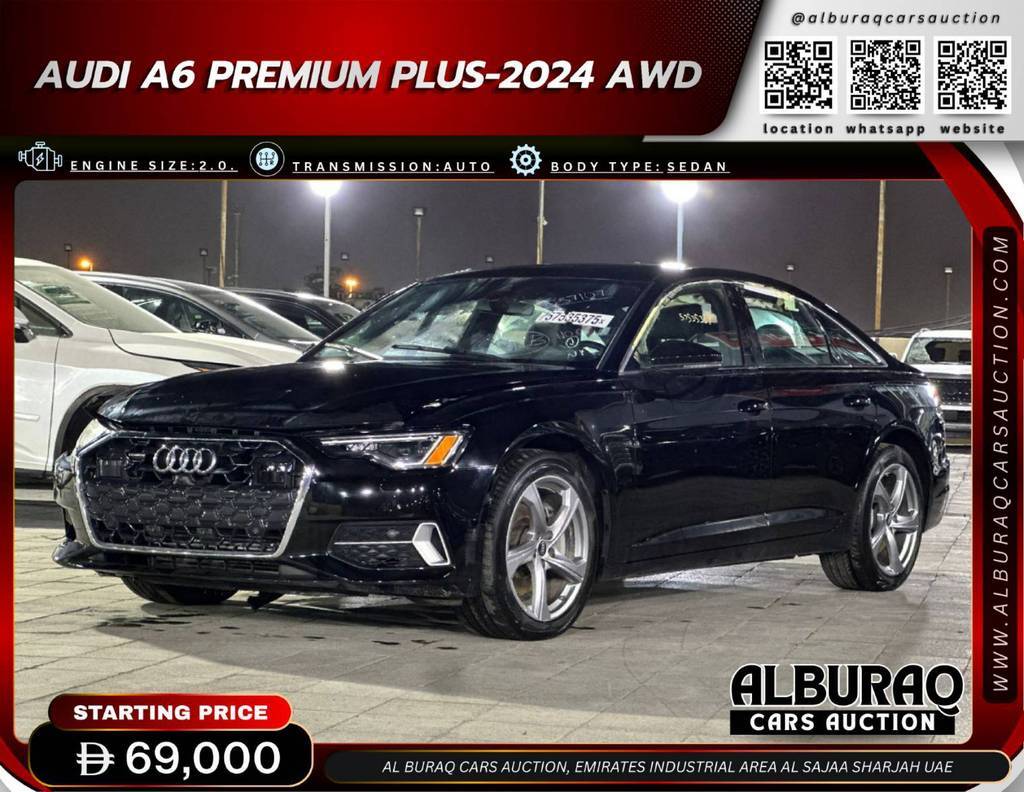 @alburaqcarsauction
AUDI A6 PREMIUM PLUS-2024 AWD
location whatsapp website
ENGINE SIZE:2.0.
TRANSMISSION:AUTO
BODY TYPE: SEDAN
57535375
WWW.ALBURAQCARSAUCTION.COM
ALBURAQ
CARS AUCTION
STARTING PRICE
69,000
AL BURAQ CARS AUCTION, EMIRATES INDUSTRIAL AREA AL SAJAA SHARJAH UAE